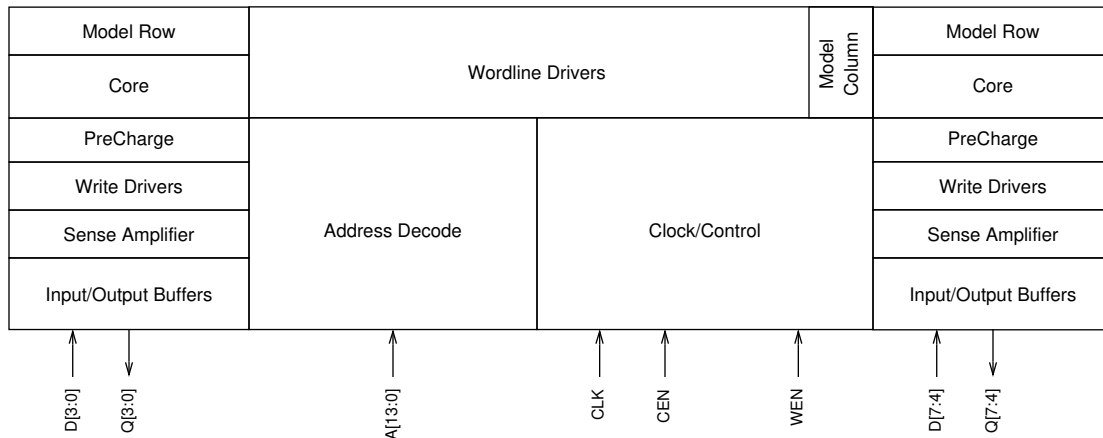 Model Row
Core
PreCharge
Write Drivers
Sense Amplifier
Input/Output Buffers
D[3:0]
Q[3:0]
Wordline Drivers
Model
Column
Address Decode
A[13:0]
Clock/Control
CLK
CEN
WEN
Model Row
Core
PreCharge
Write Drivers
Sense Amplifier
Input/Output Buffers
D[7:4]
Q[7:4]